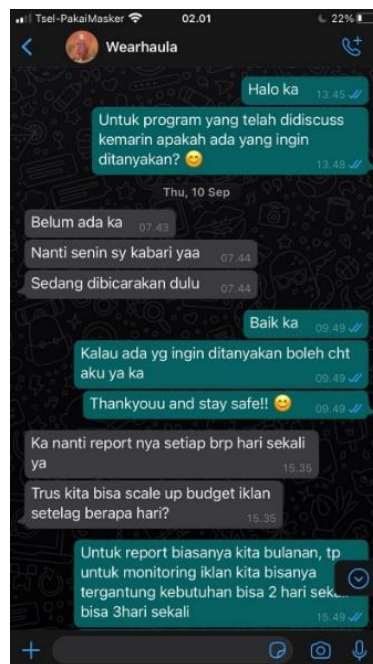 Tsel-PakaiMasker 02.01 22%
Wearhaula
Halo ka 13.45
Untuk program yang telah didiscuss
kemarin apakah ada yang ingin
ditanyakan? 😊 13.48
Thu, 10 Sep
Belum ada ka 07.43
Nanti senin sy kabari yaa 07.44
Sedang dibicarakan dulu 07.44
Baik ka 09.49
Kalau ada yg ingin ditanyakan boleh cht
aku ya ka 09.49
Thankyouu and stay safe!! 😊 09.49
Ka nanti report nya setiap brp hari sekali
ya 15.35
Trus kita bisa scale up budget iklan
setelag berapa hari? 15.35
Untuk report biasanya kita bulanan, tp
untuk monitoring iklan kita bisanya
tergantung kebutuhan bisa 2 hari
bisa 3hari sekali 15.49